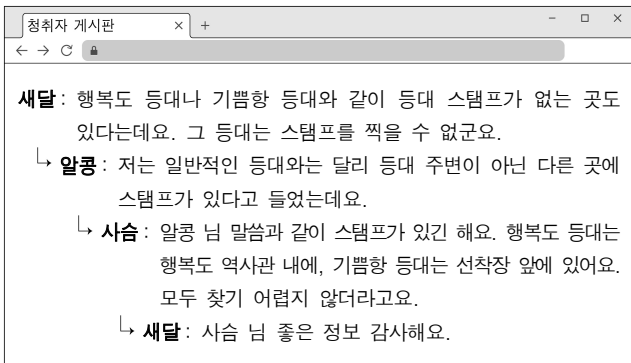 청취자 게시판
새달 : 행복도 등대나 기쁨항 등대와 같이 등대 스탬프가 없는 곳도
있다는데요. 그 등대는 스탬프를 찍을 수 없군요.
알콩 : 저는 일반적인 등대와는 달리 등대 주변이 아닌 다른 곳에
스탬프가 있다고 들었는데요.
사슴 : 알콩 님 말씀과 같이 스탬프가 있긴 해요. 행복도 등대는
행복도 역사관 내에, 기쁨항 등대는 선착장 앞에 있어요.
모두 찾기 어렵지 않더라고요.
새달 : 사슴 님 좋은 정보 감사해요.